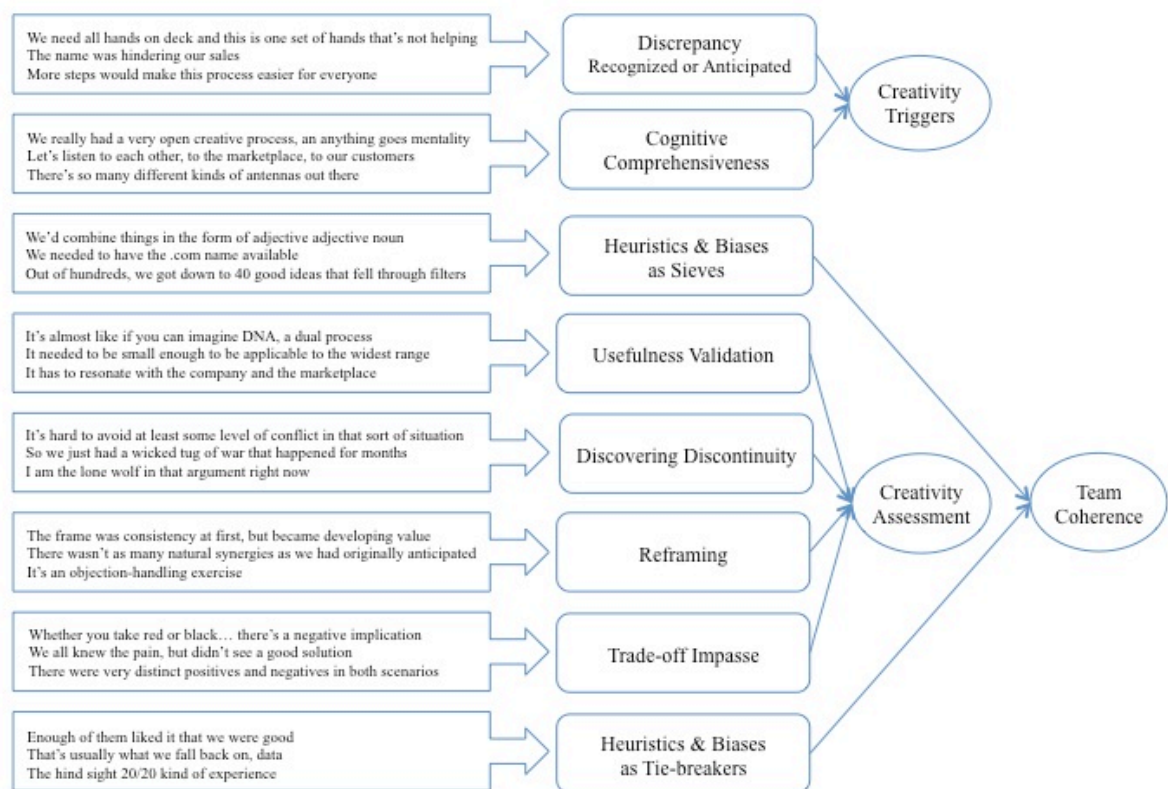 We need all hands on deck and this is one set of hands that's not helping
The name was hindering our sales
More steps would make this process easier for everyone
Discrepancy
Recognized or Anticipated
Creativity
Triggers
We really had a very open creative process, an anything goes mentality
Let's listen to each other, to the marketplace, to our customers
There's so many different kinds of antennas out there
Cognitive
Comprehensiveness
We'd combine things in the form of adjective adjective noun
We needed to have the .com name available
Out of hundreds, we got down to 40 good ideas that fell through filters
Heuristics & Biases
as Sieves
It's almost like if you can imagine DNA, a dual process
It needed to be small enough to be applicable to the widest range
It has to resonate with the company and the marketplace
Usefulness Validation
It's hard to avoid at least some level of conflict in that sort of situation
So we just had a wicked tug of war that happened for months
I am the lone wolf in that argument right now
Discovering Discontinuity
Creativity
Assessment
Team
Coherence
The frame was consistency at first, but became developing value
There wasn't as many natural synergies as we had originally anticipated
It's an objection-handling exercise
Reframing
Whether you take red or black… there's a negative implication
We all knew the pain, but didn't see a good solution
There were very distinct positives and negatives in both scenarios
Trade-off Impasse
Enough of them liked it that we were good
That's usually what we fall back on, data
The hind sight 20/20 kind of experience
Heuristics & Biases
as Tie-breakers